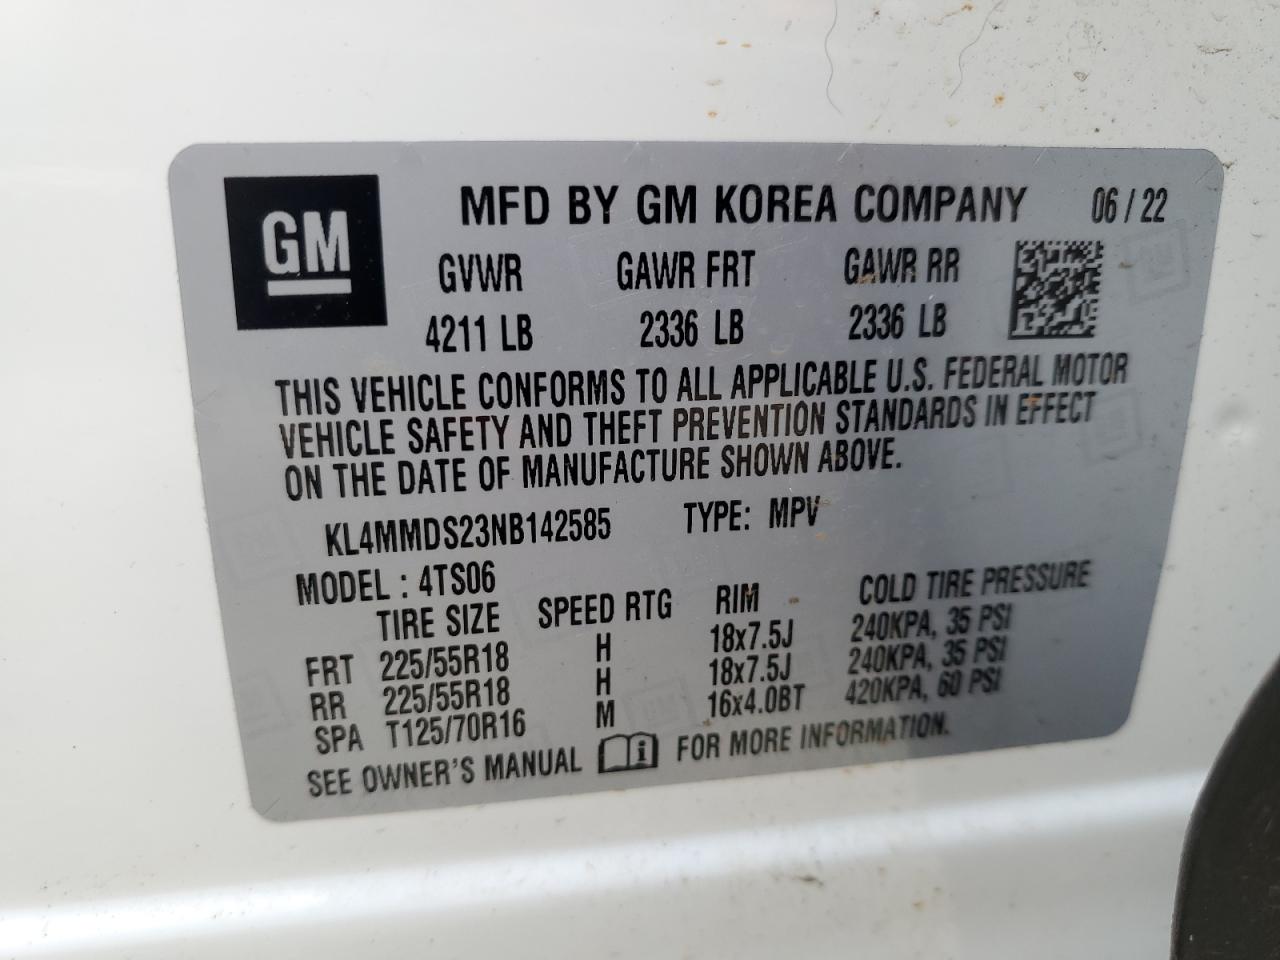 GM
MFD BY GM KOREA COMPANY 06 / 22
GVWR GAWR FRT GAWR RR
4211 LB 2336 LB 2336 LB
THIS VEHICLE CONFORMS TO ALL APPLICABLE U.S. FEDERAL MOTOR
VEHICLE SAFETY AND THEFT PREVENTION STANDARDS IN EFFECT
ON THE DATE OF MANUFACTURE SHOWN ABOVE.
KL4MMDS23NB142585 TYPE: MPV
MODEL : 4TS06
TIRE SIZE SPEED RTG RIM COLD TIRE PRESSURE
FRT 225/55R18 H 18x7.5J 240KPA, 35 PSI
RR 225/55R18 H 18x7.5J 240KPA, 35 PSI
SPA T125/70R16 M 16x4.0BT 420KPA, 60 PSI
SEE OWNER'S MANUAL i FOR MORE INFORMATION.